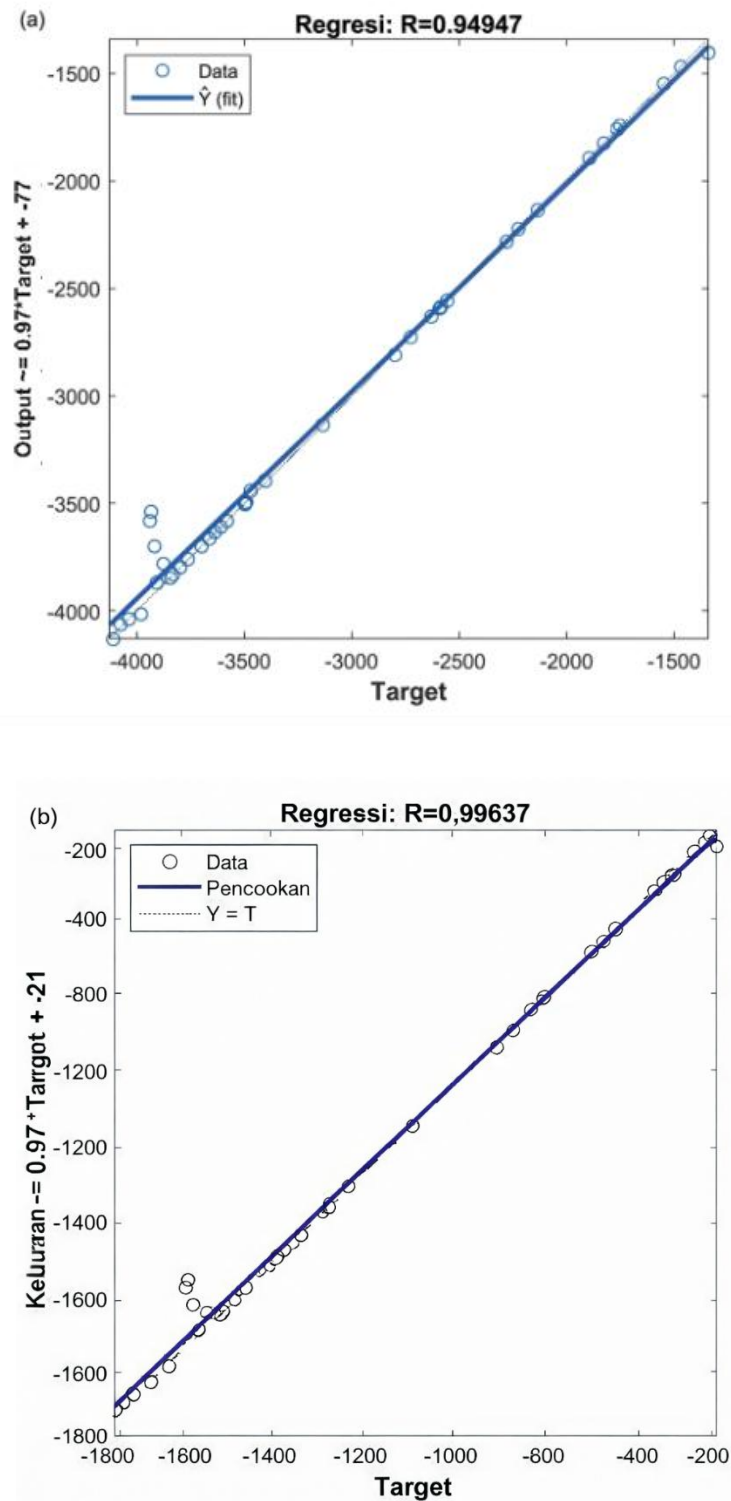 (a)
Regresi: R=0.94947
Data
Ŷ (fit)
Output ~= 0.97*Target + -77
-1500
-2000
-2500
-3000
-3500
-4000
-4000 -3500 -3000 -2500 -2000 -1500
Target
(b)
Regressi: R=0,99637
Data
Pencookan
Y = T
-200
-400
-800
-1200
-1200
-1400
-1600
-1600
-1800
-1800 -1600 -1400 -1200 -1000 -800 -600 -400 -200
Target